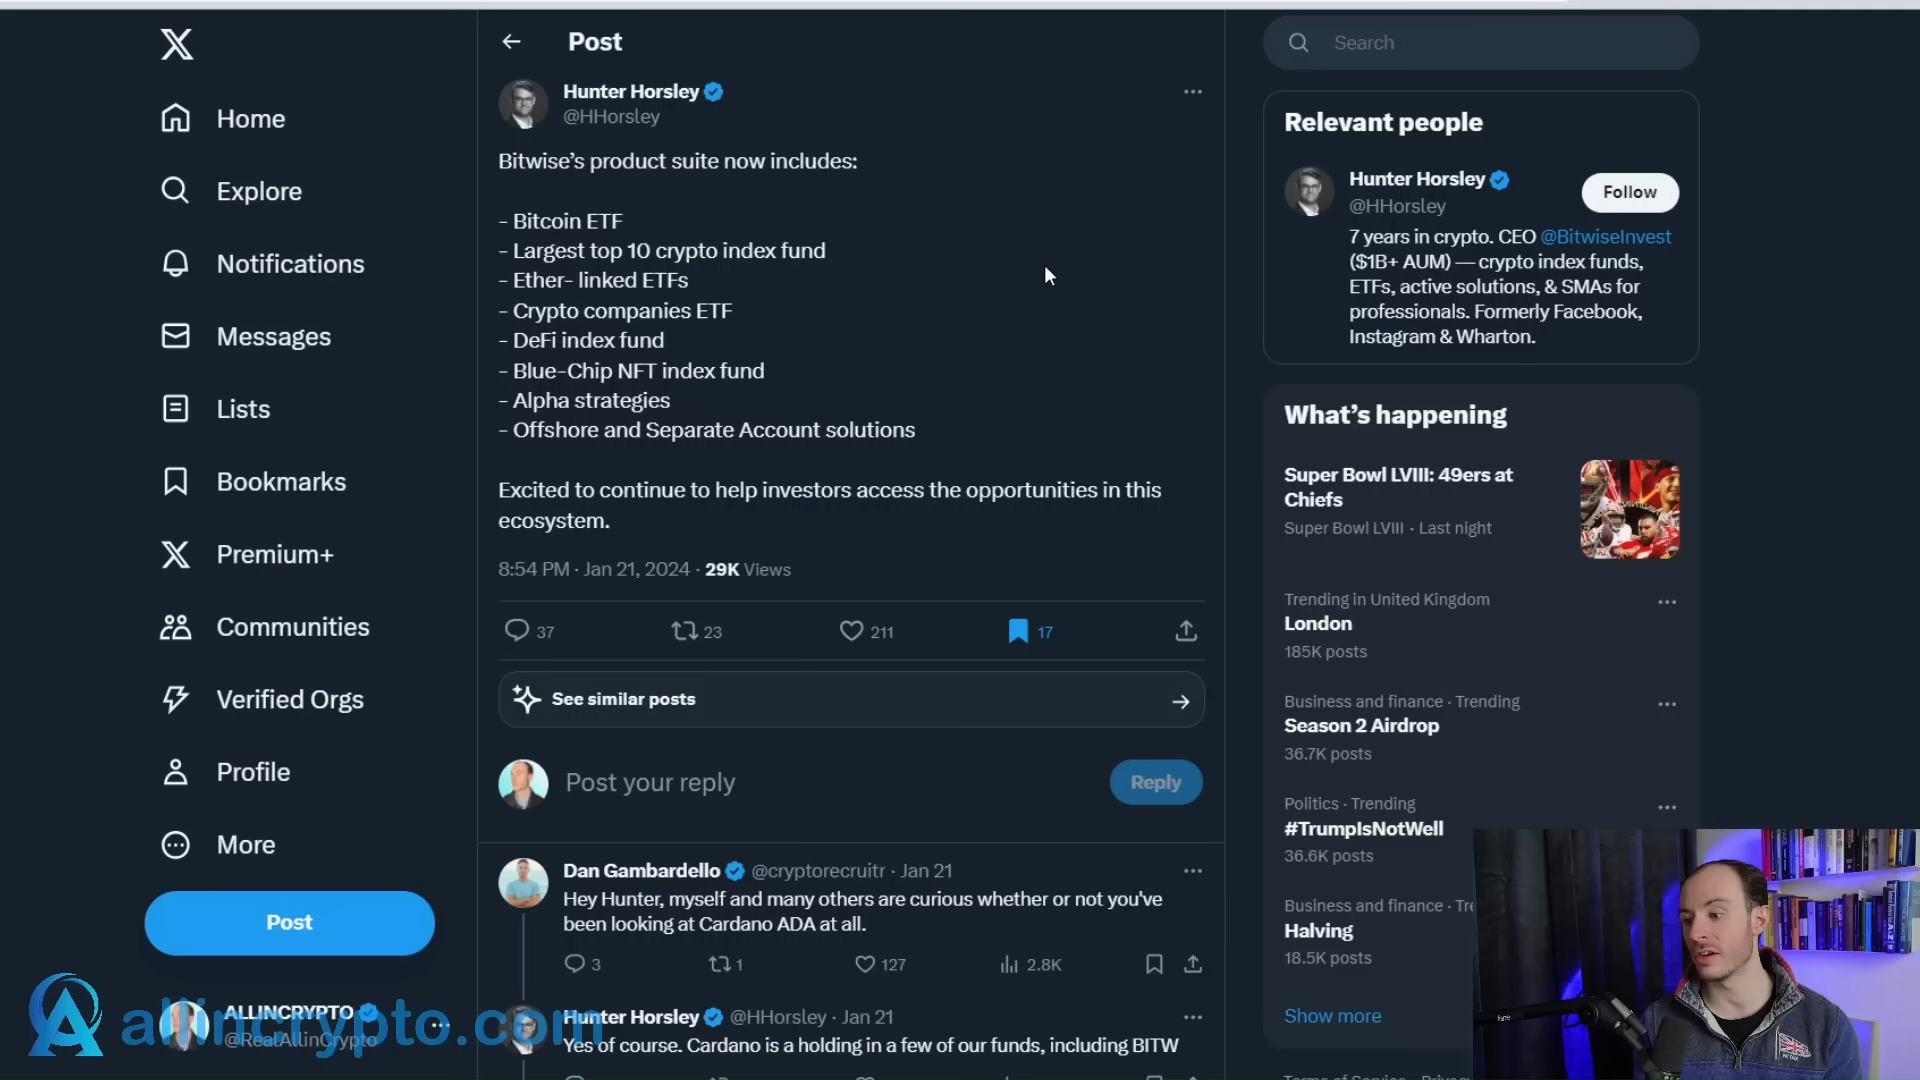 Home
Explore
Notifications
Messages
Lists
Bookmarks
Premium+
Communities
Verified Orgs
Profile
More
Post
ALLINCRYPTO
@RealAllinCrypto
allincrypto.com
Post
Hunter Horsley
@HHorsley
Bitwise’s product suite now includes:
- Bitcoin ETF
- Largest top 10 crypto index fund
- Ether- linked ETFs
- Crypto companies ETF
- DeFi index fund
- Blue-Chip NFT index fund
- Alpha strategies
- Offshore and Separate Account solutions
Excited to continue to help investors access the opportunities in this
ecosystem.
8:54 PM · Jan 21, 2024 · 29K Views
37 23 211 17
See similar posts
Post your reply
Reply
Dan Gambardello @cryptorecruitr · Jan 21
Hey Hunter, myself and many others are curious whether or not you've
been looking at Cardano ADA at all.
3 1 127 2.8K
Hunter Horsley @HHorsley · Jan 21
Yes of course. Cardano is a holding in a few of our funds, including BITW
Search
Relevant people
Hunter Horsley
@HHorsley
Follow
7 years in crypto. CEO @BitwiseInvest
($1B+ AUM) — crypto index funds,
ETFs, active solutions, & SMAs for
professionals. Formerly Facebook,
Instagram & Wharton.
What’s happening
Super Bowl LVIII: 49ers at
Chiefs
Super Bowl LVIII · Last night
Trending in United Kingdom
London
185K posts
Business and finance · Trending
Season 2 Airdrop
36.7K posts
Politics · Trending
#TrumpIsNotWell
36.6K posts
Business and finance · Tre
Halving
18.5K posts
Show more